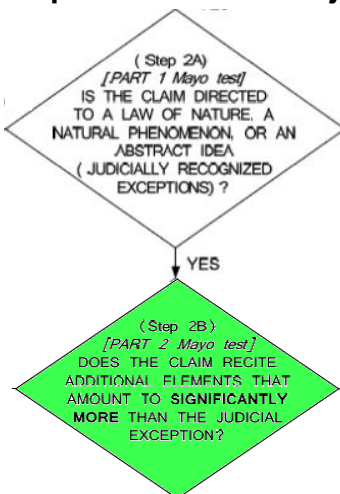 (Step 2A)
[PART 1 Mayo test]
IS THE CLAIM DIRECTED
TO A LAW OF NATURE, A
NATURAL PHENOMENON, OR AN
ABSTRACT IDEA
(JUDICIALLY RECOGNIZED
EXCEPTIONS)?
YES
(Step 2B)
[PART 2 Mayo test]
DOES THE CLAIM RECITE
ADDITIONAL ELEMENTS THAT
AMOUNT TO SIGNIFICANTLY
MORE THAN THE JUDICIAL
EXCEPTION?